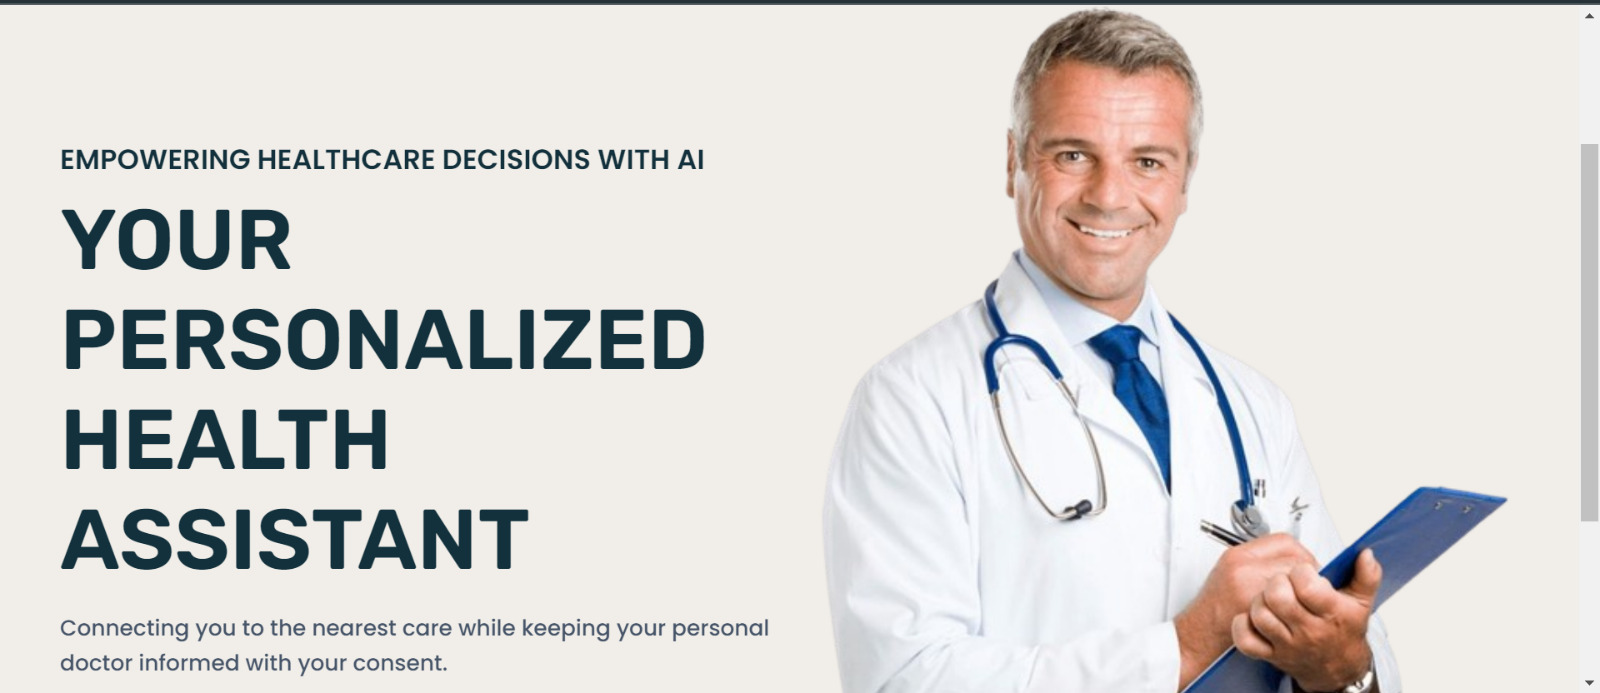 EMPOWERING HEALTHCARE DECISIONS WITH AI
YOUR
PERSONALIZED
HEALTH
ASSISTANT
Connecting you to the nearest care while keeping your personal
doctor informed with your consent.